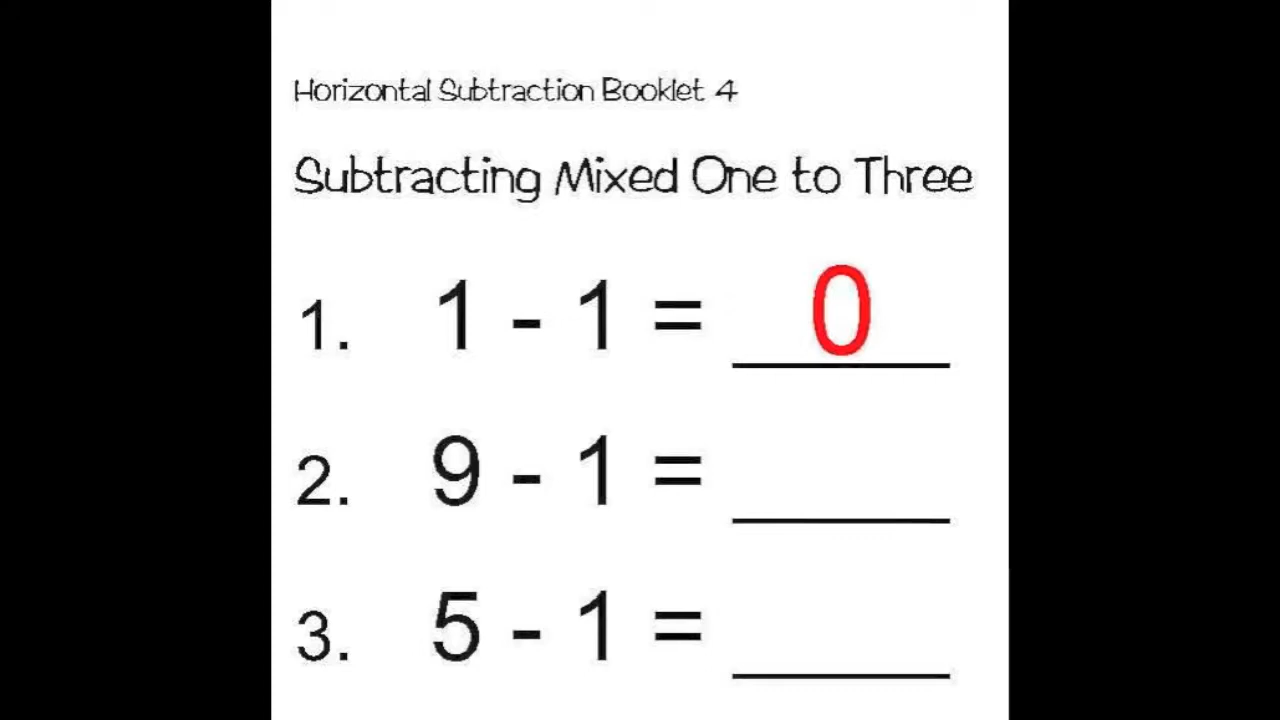 Horizontal Subtraction Booklet 4
Subtracting Mixed One to Three
1. 1 - 1 = 0
2. 9 - 1 =
3. 5 - 1 =